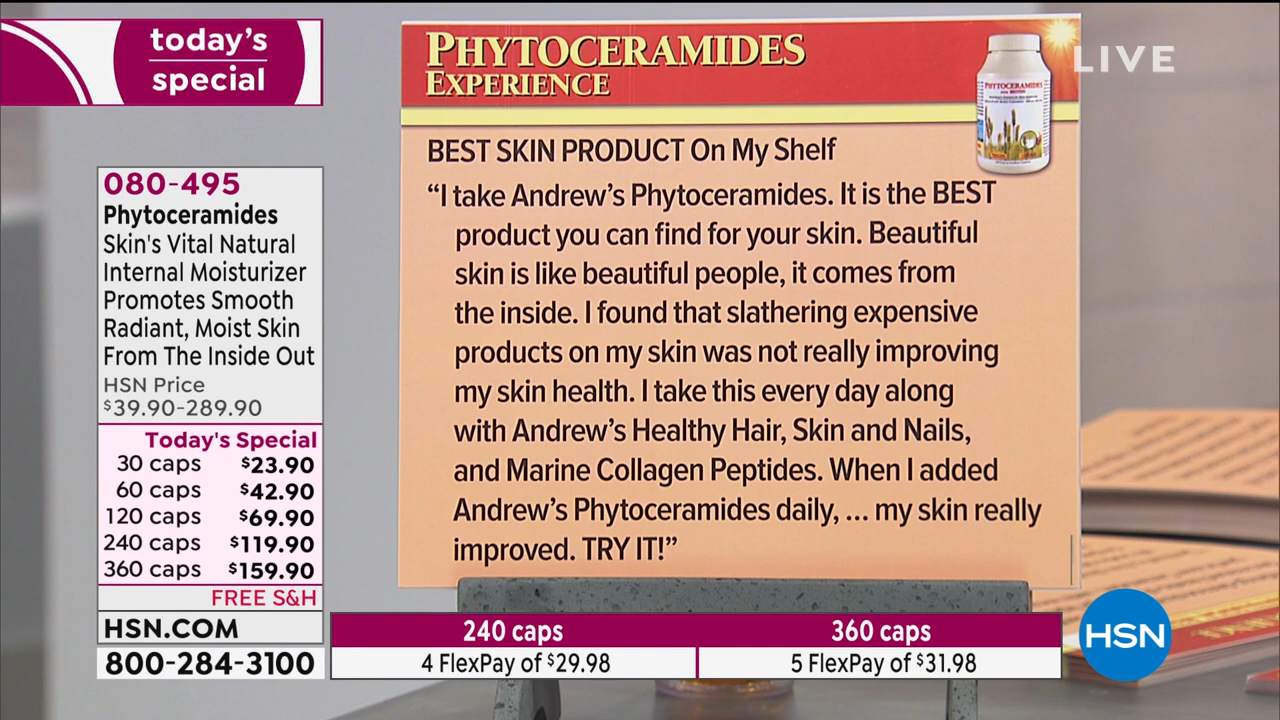 today's
special
080-495
Phytoceramides
Skin's Vital Natural
Internal Moisturizer
Promotes Smooth
Radiant, Moist Skin
From The Inside Out
HSN Price
$39.90-289.90
Today's Special
30 caps $23.90
60 caps $42.90
120 caps $69.90
240 caps $119.90
360 caps $159.90
FREE S&H
HSN.COM
800-284-3100
PHYTOCERAMIDES
EXPERIENCE
LIVE
PHYTOCERAMIDES
BEST SKIN PRODUCT On My Shelf
“I take Andrew’s Phytoceramides. It is the BEST
product you can find for your skin. Beautiful
skin is like beautiful people, it comes from
the inside. I found that slathering expensive
products on my skin was not really improving
my skin health. I take this every day along
with Andrew’s Healthy Hair, Skin and Nails,
and Marine Collagen Peptides. When I added
Andrew’s Phytoceramides daily, ... my skin really
improved. TRY IT!”
240 caps 360 caps
4 FlexPay of $29.98 5 FlexPay of $31.98
HSN